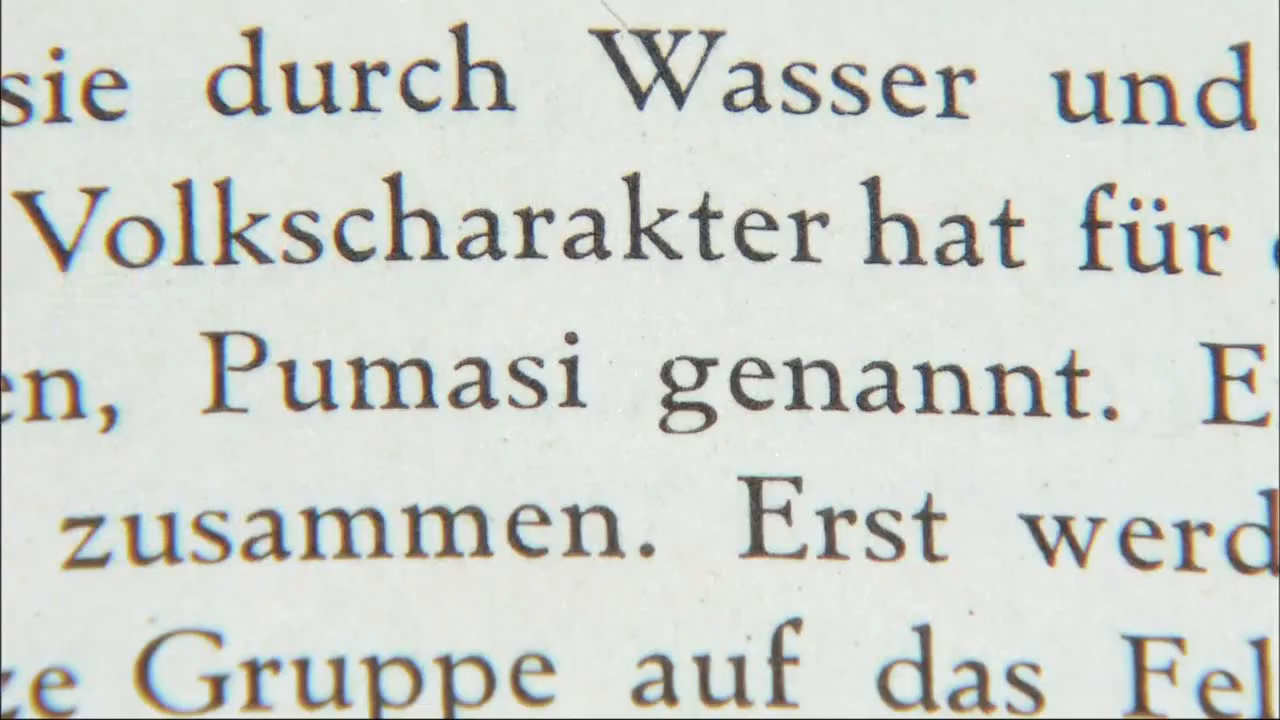 sie durch Wasser und
Volkscharakter hat für
en, Pumasi genannt. E
zusammen. Erst werd
ze Gruppe auf das Fel